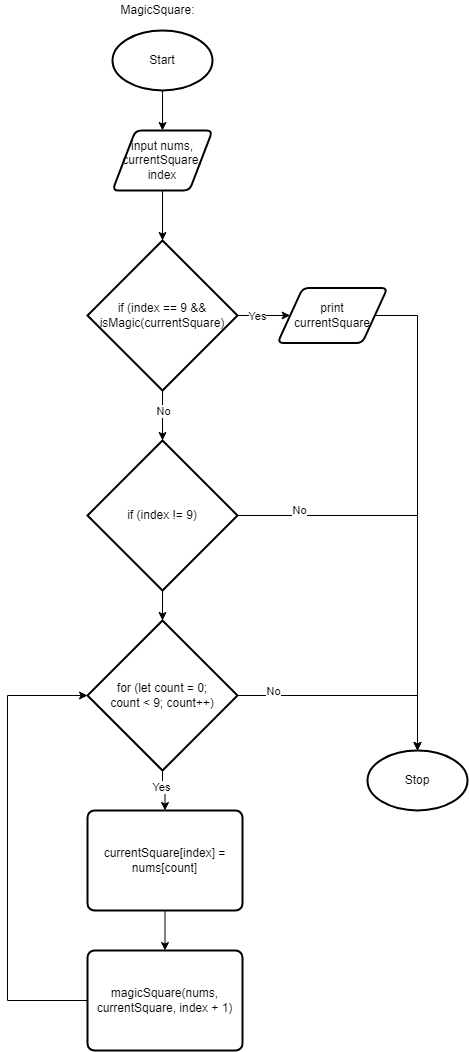 MagicSquare:
Start
input nums,
currentSquare,
index
if (index == 9 &&
isMagic(currentSquare)
Yes
print
currentSquare
No
if (index != 9)
No
for (let count = 0;
count < 9; count++)
No
Yes
Stop
currentSquare[index] =
nums[count]
magicSquare(nums,
currentSquare, index + 1)